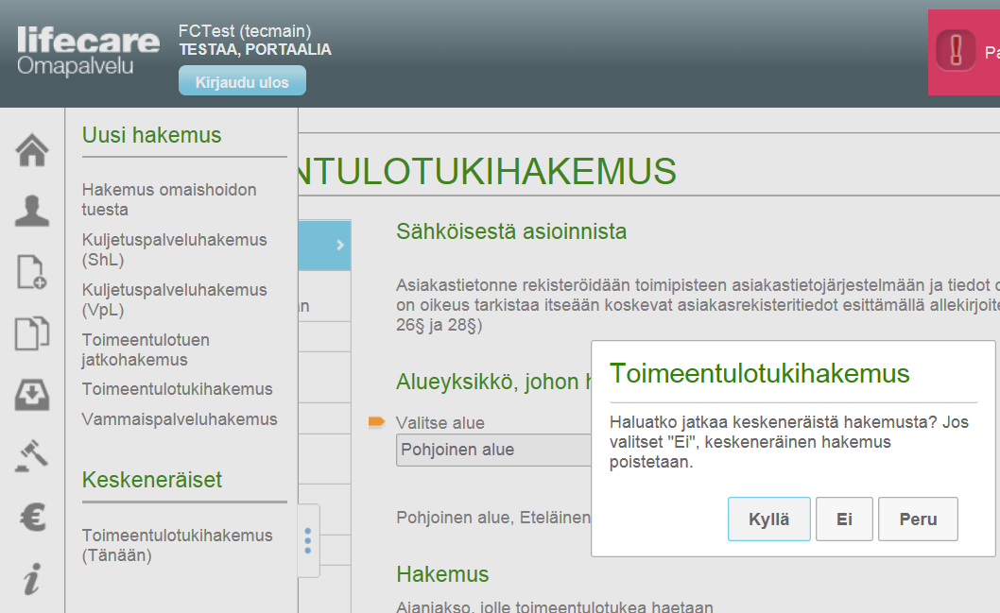 lifecare
Omapalvelu
FCTest (tecmain)
TESTAA, PORTAALIA
Kirjaudu ulos
Uusi hakemus
Hakemus omaishoidon
tuesta
Kuljetuspalveluhakemus
(ShL)
Kuljetuspalveluhakemus
(VpL)
Toimeentulotuen
jatkohakemus
Toimeentulotukihakemus
Vammaispalveluhakemus
Keskeneräiset
Toimeentulotukihakemus
(Tänään)
NTULOTUKIHAKEMUS
Sähköisestä asioinnista
Asiakastietonne rekisteröidään toimipisteen asiakastietojärjestelmään ja tiedot
on oikeus tarkistaa itseään koskevat asiakasrekisteritiedot esittämällä allekirjoite
26§ ja 28§)
Alueyksikkö, johon
Valitse alue
Pohjoinen alue
Pohjoinen alue, Eteläinen
Hakemus
Ajanjakso, jolle toimeentulotukea haetaan
Toimeentulotukihakemus
Haluatko jatkaa keskeneräistä hakemusta? Jos
valitset "Ei", keskeneräinen hakemus
poistetaan.
Kyllä
Ei
Peru